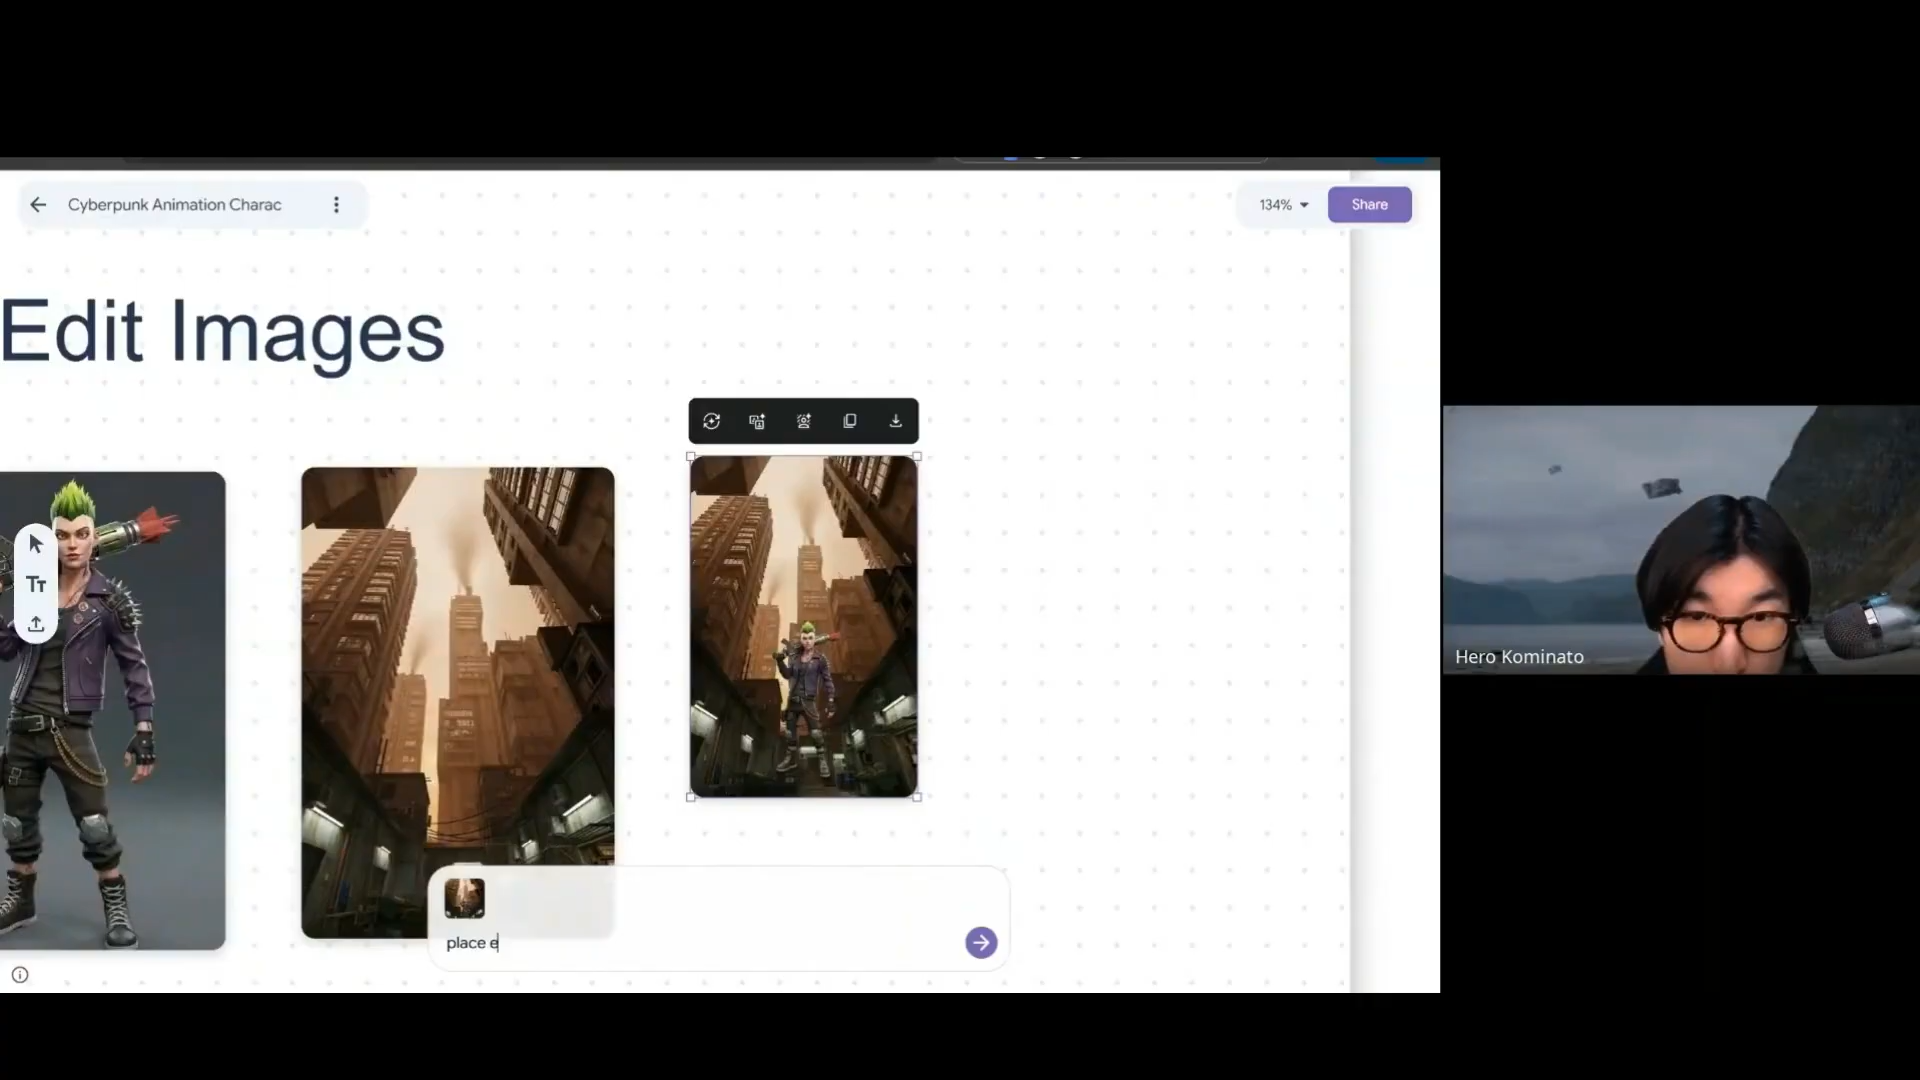 Cyberpunk Animation Charac
134%
Share
Edit Images
Tт
place e
Hero Kominato